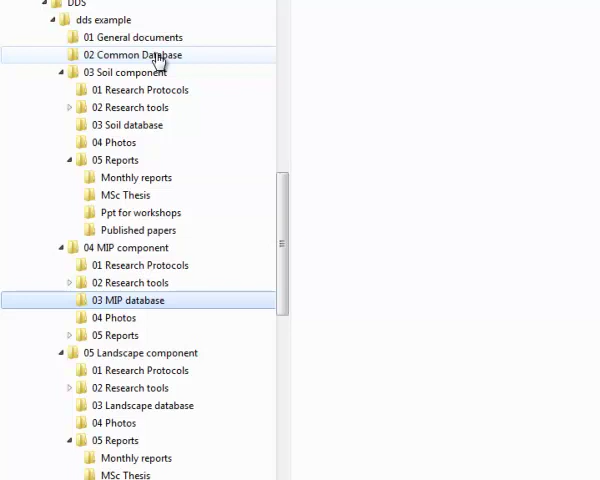 DDS
dds example
01 General documents
02 Common Database
03 Soil component
01 Research Protocols
02 Research tools
03 Soil database
04 Photos
05 Reports
Monthly reports
MSc Thesis
Ppt for workshops
Published papers
04 MIP component
01 Research Protocols
02 Research tools
03 MIP database
04 Photos
05 Reports
05 Landscape component
01 Research Protocols
02 Research tools
03 Landscape database
04 Photos
05 Reports
Monthly reports
MSc Thesis